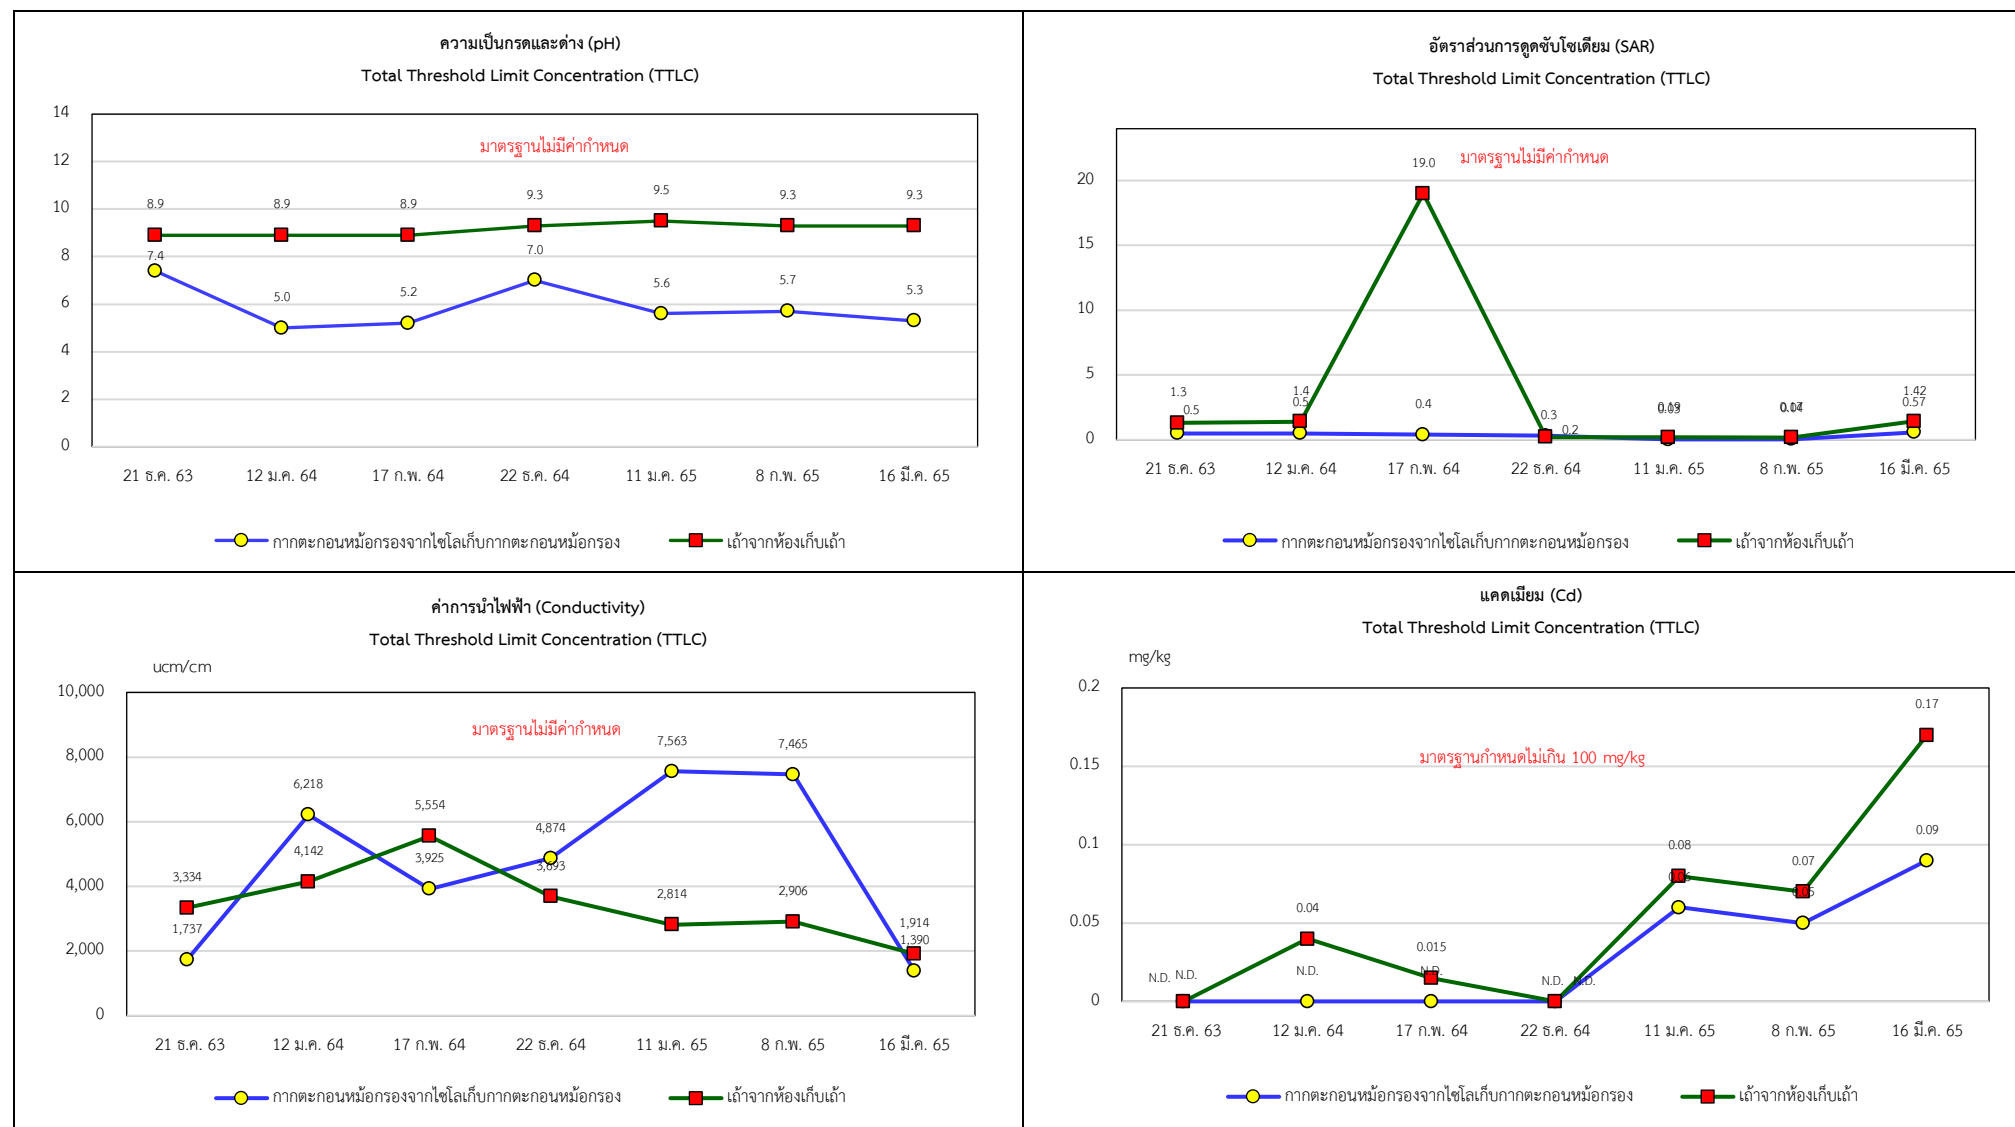 ความเป็นกรดและด่าง (pH)
Total Threshold Limit Concentration (TTLC)
14
12
10
8
6
4
2
0
มาตรฐานไม่มีค่ากำหนด
8.9 8.9 8.9 9.3 9.5 9.3 9.3
7.4 5.0 5.2 7.0 5.6 5.7 5.3
21 ธ.ค. 63 12 ม.ค. 64 17 ก.พ. 64 22 ธ.ค. 64 11 ม.ค. 65 8 ก.พ. 65 16 มี.ค. 65
กากตะกอนหม้อกรองจากไซโลเก็บกากตะกอนหม้อกรอง เถ้าจากห้องเก็บเถ้า
อัตราส่วนการดูดซับโซเดียม (SAR)
Total Threshold Limit Concentration (TTLC)
20
15
10
5
0
มาตรฐานไม่มีค่ากำหนด
1.3 1.4 19.0 0.2 0.19 0.17 1.42
0.5 0.5 0.4 0.3 0.03 0.04 0.57
21 ธ.ค. 63 12 ม.ค. 64 17 ก.พ. 64 22 ธ.ค. 64 11 ม.ค. 65 8 ก.พ. 65 16 มี.ค. 65
กากตะกอนหม้อกรองจากไซโลเก็บกากตะกอนหม้อกรอง เถ้าจากห้องเก็บเถ้า
ค่าการนำไฟฟ้า (Conductivity)
Total Threshold Limit Concentration (TTLC)
ucm/cm
10,000
8,000
6,000
4,000
2,000
0
มาตรฐานไม่มีค่ากำหนด
1,737 6,218 3,925 4,874 7,563 7,465 1,390
3,334 4,142 5,554 3,693 2,814 2,906 1,914
21 ธ.ค. 63 12 ม.ค. 64 17 ก.พ. 64 22 ธ.ค. 64 11 ม.ค. 65 8 ก.พ. 65 16 มี.ค. 65
กากตะกอนหม้อกรองจากไซโลเก็บกากตะกอนหม้อกรอง เถ้าจากห้องเก็บเถ้า
แคดเมียม (Cd)
Total Threshold Limit Concentration (TTLC)
mg/kg
0.2
0.15
0.1
0.05
0
มาตรฐานกำหนดไม่เกิน 100 mg/kg
N.D. 0.04 0.015 N.D. 0.08 0.07 0.17
N.D. N.D. N.D. N.D. 0.06 0.05 0.09
21 ธ.ค. 63 12 ม.ค. 64 17 ก.พ. 64 22 ธ.ค. 64 11 ม.ค. 65 8 ก.พ. 65 16 มี.ค. 65
กากตะกอนหม้อกรองจากไซโลเก็บกากตะกอนหม้อกรอง เถ้าจากห้องเก็บเถ้า